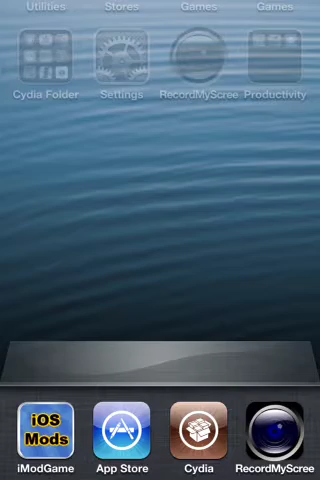 Utilities Stores Games Games
Cydia Folder Settings RecordMyScree Productivity
iOS
Mods
iModGame App Store Cydia RecordMyScree